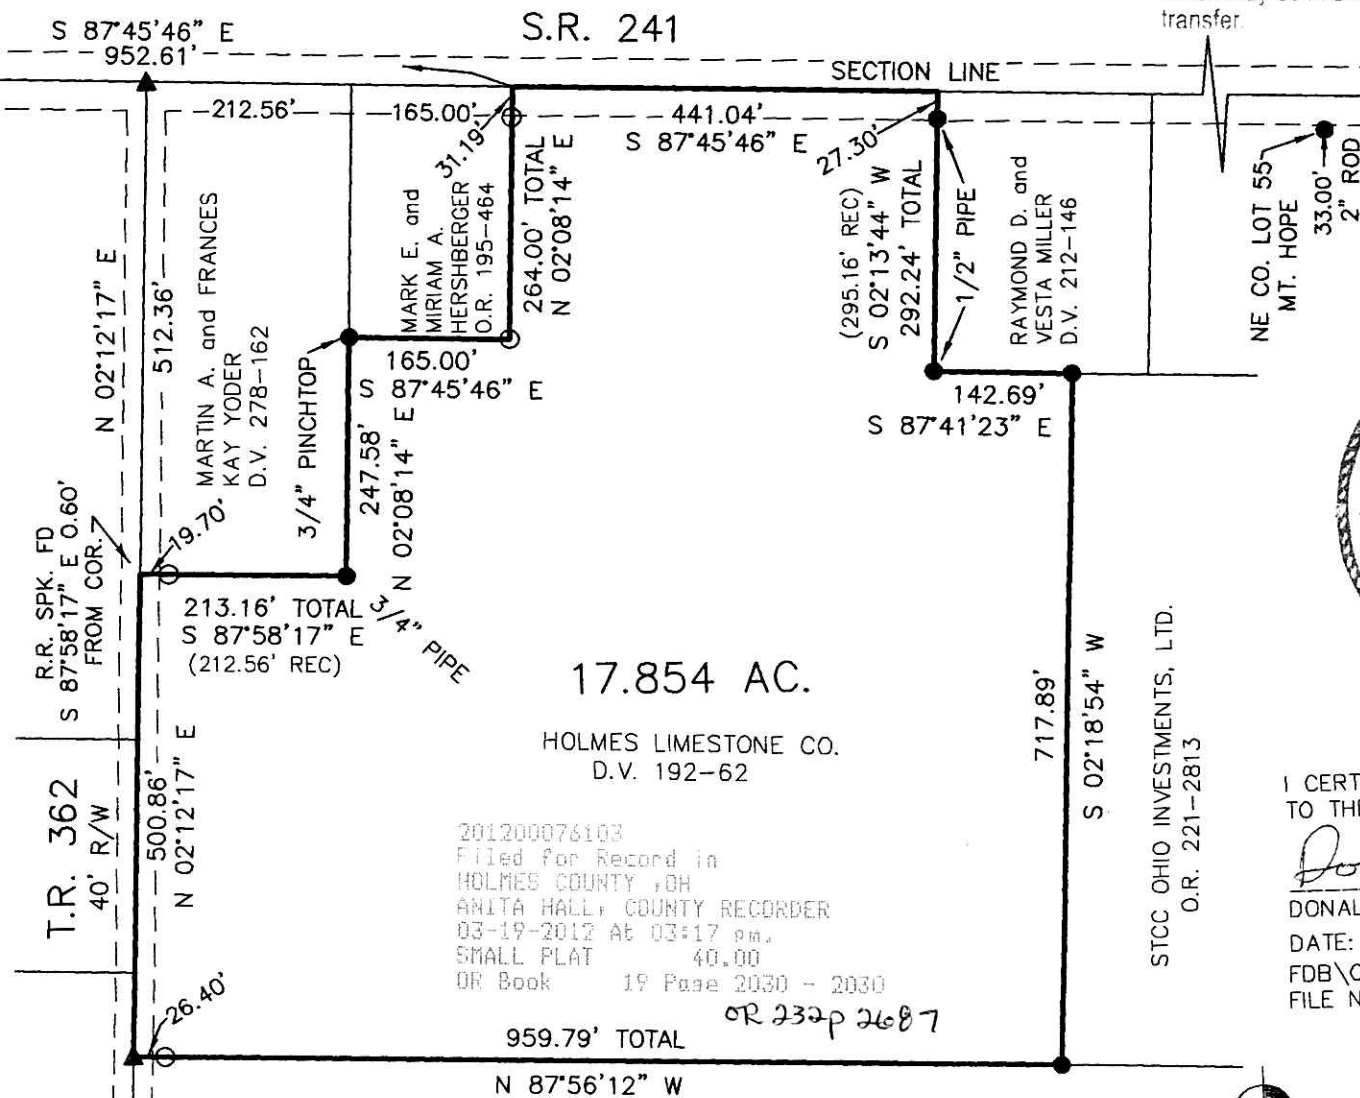 transfer.
S 87°45'46" E
952.61'
S.R. 241
SECTION LINE
212.56'
165.00'
31.19'
441.04'
S 87°45'46" E
27.30'
264.00' TOTAL
N 02°08'14" E
MARK E. and
MIRIAM A.
HERSHBERGER
O.R. 195-464
(295.16' REC)
S 02°13'44" W
292.24' TOTAL
1/2" PIPE
RAYMOND D. and
VESTA MILLER
D.V. 212-146
NE CO. LOT 55
MT. HOPE
33.00'
2" ROD
N 02°12'17" E
512.36'
MARTIN A. and FRANCES
KAY YODER
D.V. 278-162
3/4" PINCHTOP
165.00'
S 87°45'46" E
247.58'
N 02°08'14" E
142.69'
S 87°41'23" E
R.R. SPK. FD
S 87°58'17" E 0.60'
FROM COR.
19.70'
213.16' TOTAL
S 87°58'17" E
(212.56' REC)
3/4" PIPE
17.854 AC.
HOLMES LIMESTONE CO.
D.V. 192-62
717.89'
S 02°18'54" W
STCC OHIO INVESTMENTS, LTD.
O.R. 221-2813
T.R. 362
40' R/W
500.86'
N 02°12'17" E
201200076103
Filed for Record in
HOLMES COUNTY ,OH
ANITA HALL, COUNTY RECORDER
03-19-2012 At 03:17 pm.
SMALL PLAT 40.00
OR Book 19 Page 2030 - 2030
OR 232p 2687
26.40'
959.79' TOTAL
N 87°56'12" W
I CERT
TO THE
DONAL
DATE:
FDB\C
FILE N